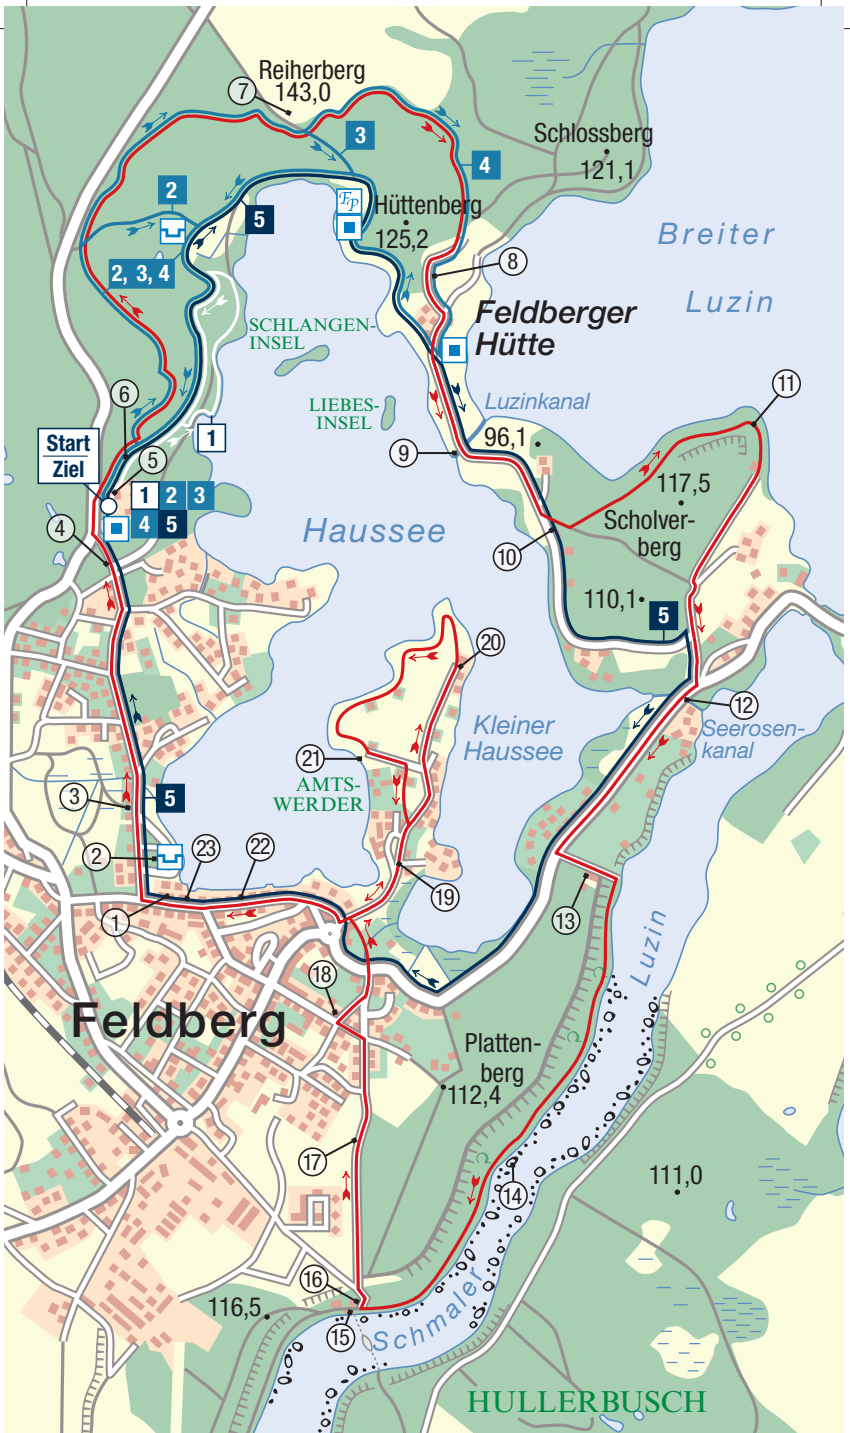 Reiherberg
7
143,0
3
Schlossberg
121,1
4
2
5
F P
Hüttenberg
125,2
Breiter
Luzin
2, 3, 4
8
Feldberger
Hütte
SCHLANGEN-
INSEL
LIEBES-
INSEL
Luzinkanal
11
6
1
96,1
9
Start
Ziel
5
1 2 3
4 5
117,5
Scholver-
berg
4
Haussee
10
110,1
5
20
12
Seerosen-
kanal
Kleiner
Haussee
21
AMTS-
WERDER
3
5
2
23
22
19
1
13
18
Luzin
Feldberg
Platten-
berg
112,4
17
14
111,0
16
116,5
15
Schmaler
HULLERBUSCH